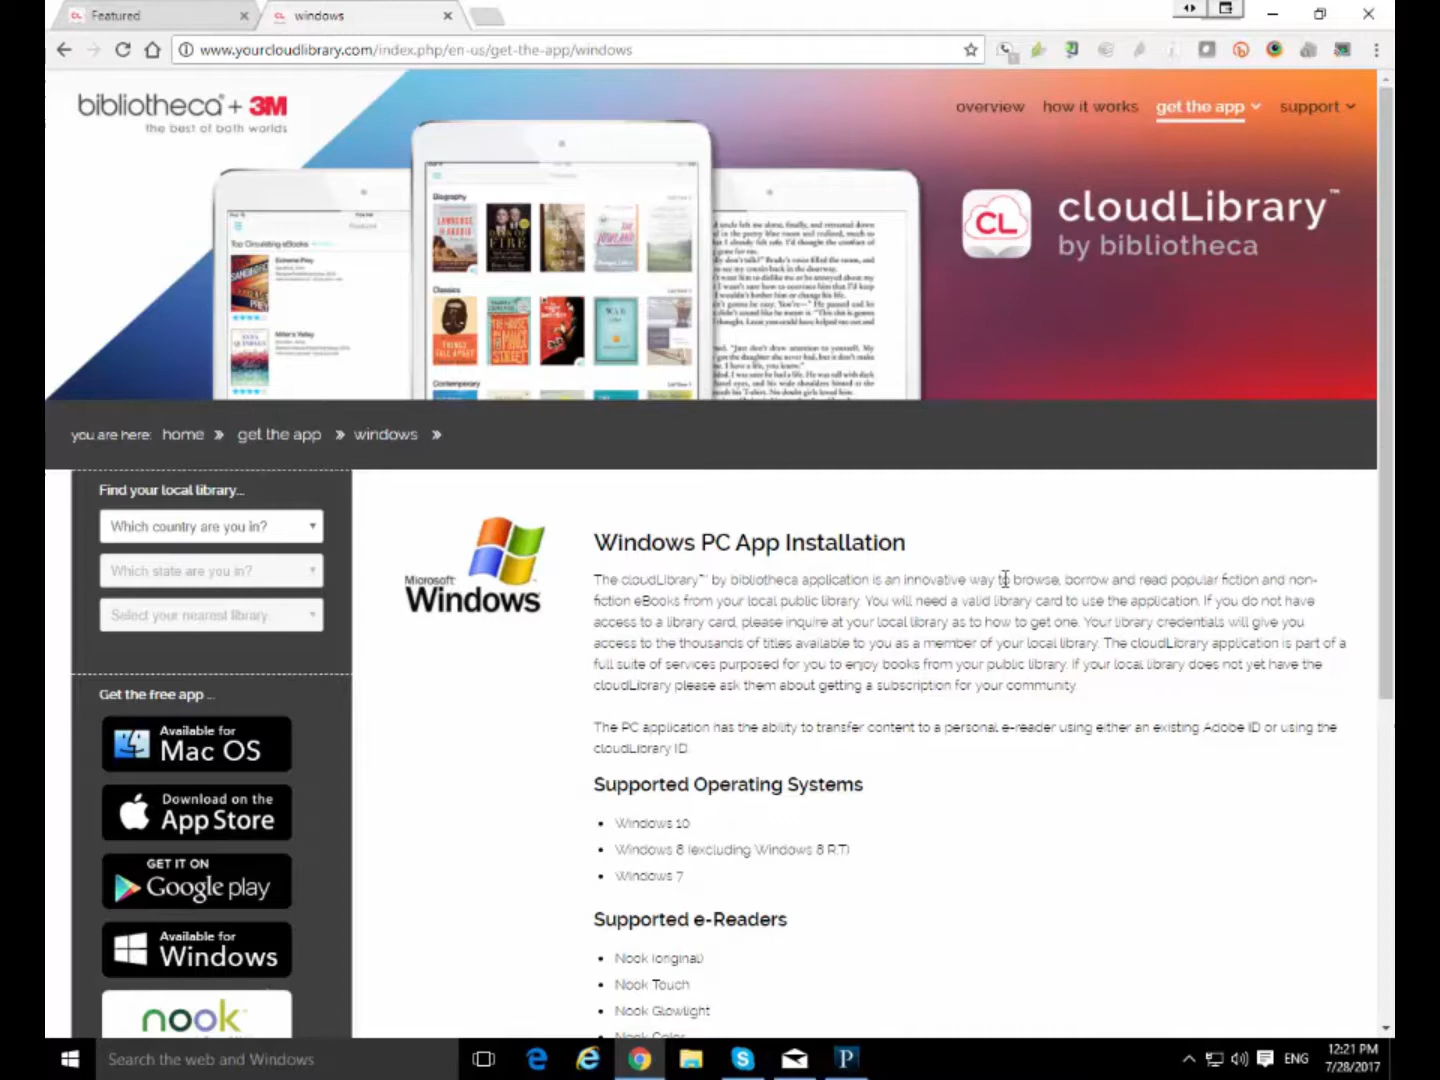 Featured
windows
www.yourcloudlibrary.com/index.php/en-us/get-the-app/windows
bibliotheca + 3M
the best of both worlds
overview how it works get the app support
cloudLibrary™
by bibliotheca
CL
Biography
Top Circulating eBooks
Classics
Contemporary
you are here: home » get the app » windows »
Find your local library...
Which country are you in?
Which state are you in?
Select your nearest library
Get the free app ...
Available for
Mac OS
Download on the
App Store
GET IT ON
Google play
Available for
Windows
nook
Microsoft
Windows
Windows PC App Installation
The cloudLibrary™ by bibliotheca application is an innovative way to browse, borrow and read popular fiction and non-
fiction eBooks from your local public library. You will need a valid library card to use the application. If you do not have
access to a library card, please inquire at your local library as to how to get one. Your library credentials will give you
access to the thousands of titles available to you as a member of your local library. The cloudLibrary application is part of a
full suite of services purposed for you to enjoy books from your public library. If your local library does not yet have the
cloudLibrary please ask them about getting a subscription for your community.
The PC application has the ability to transfer content to a personal e-reader using either an existing Adobe ID or using the
cloudLibrary ID
Supported Operating Systems
Windows 10
Windows 8 (excluding Windows 8 RT)
Windows 7
Supported e-Readers
Nook (original)
Nook Touch
Nook Glowlight
Nook Color
Search the web and Windows
ENG
12:21 PM
7/28/2017